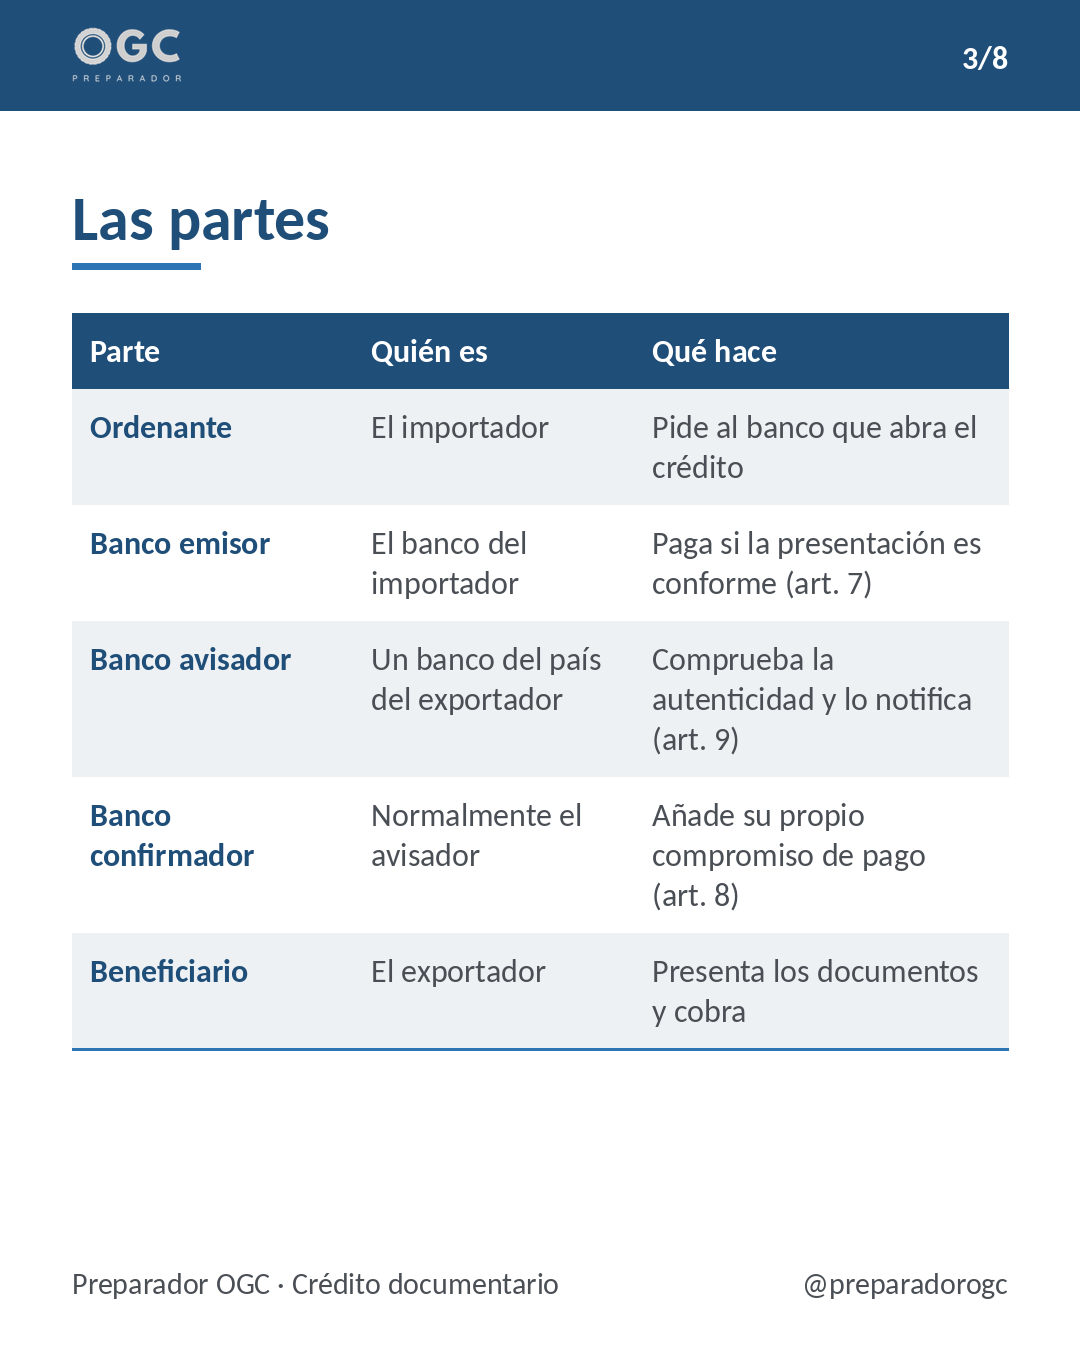 OGC
PREPARADOR
3/8
Las partes
Parte
Quién es
Qué hace
Ordenante
El importador
Pide al banco que abra el
crédito
Banco emisor
El banco del
importador
Paga si la presentación es
conforme (art. 7)
Banco avisador
Un banco del país
del exportador
Comprueba la
autenticidad y lo notifica
(art. 9)
Banco
confirmador
Normalmente el
avisador
Añade su propio
compromiso de pago
(art. 8)
Beneficiario
El exportador
Presenta los documentos
y cobra
Preparador OGC · Crédito documentario
@preparadorogc